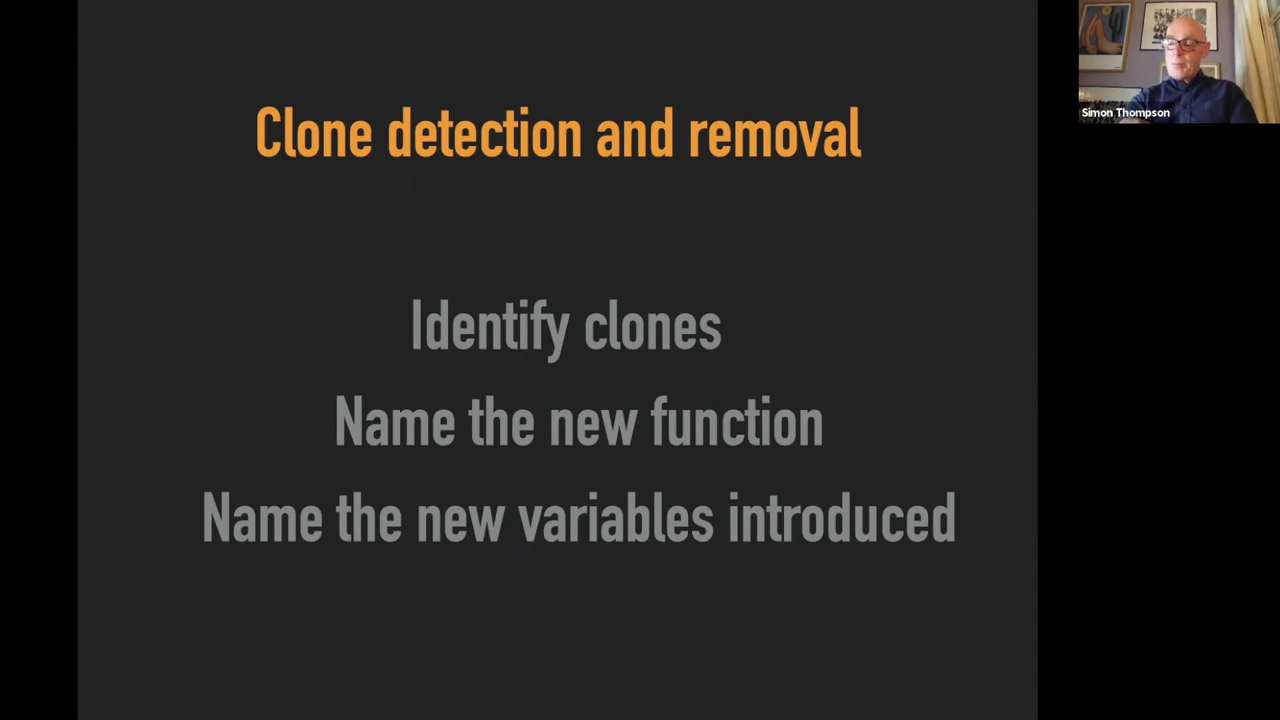 Clone detection and removal
Identify clones
Name the new function
Name the new variables introduced
Simon Thompson